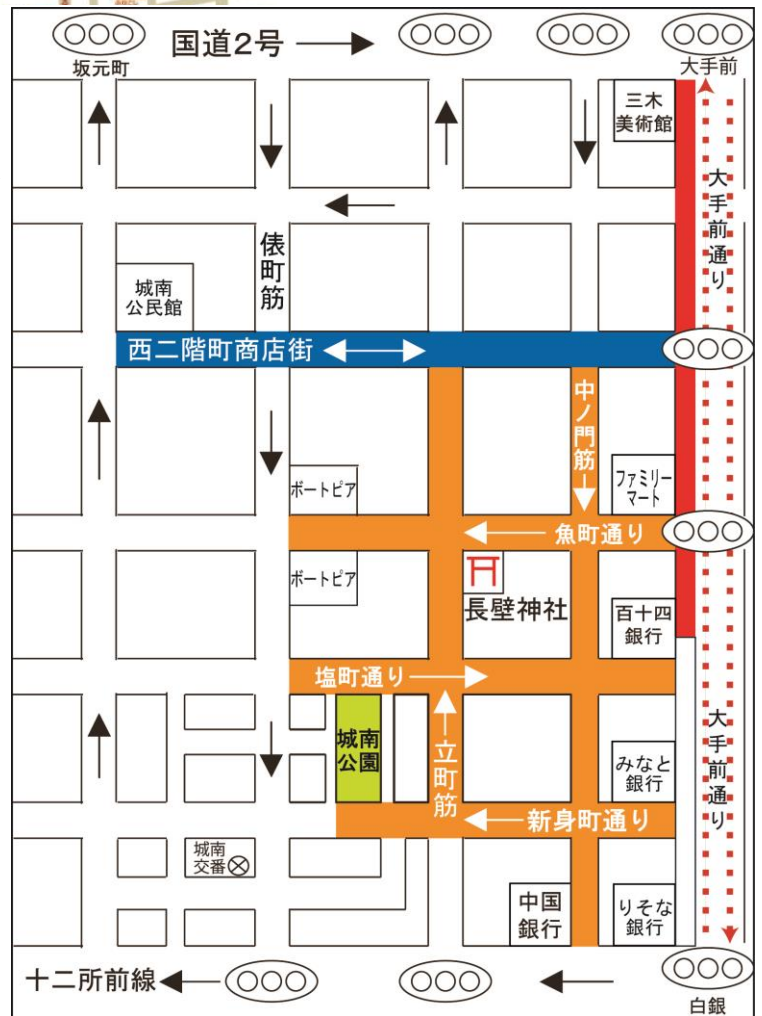 国道2号
坂元町
大手前
三木
美術館
大手前通り
俵町筋
城南
公民館
西二階町商店街
中ノ門筋
ボートピア
ファミリー
マート
魚町通り
ボートピア
長壁神社
百十四
銀行
塩町通り
城南
公園
立町筋
大手前通り
みなと
銀行
新身町通り
城南
交番
中国
銀行
りそな
銀行
十二所前線
白銀